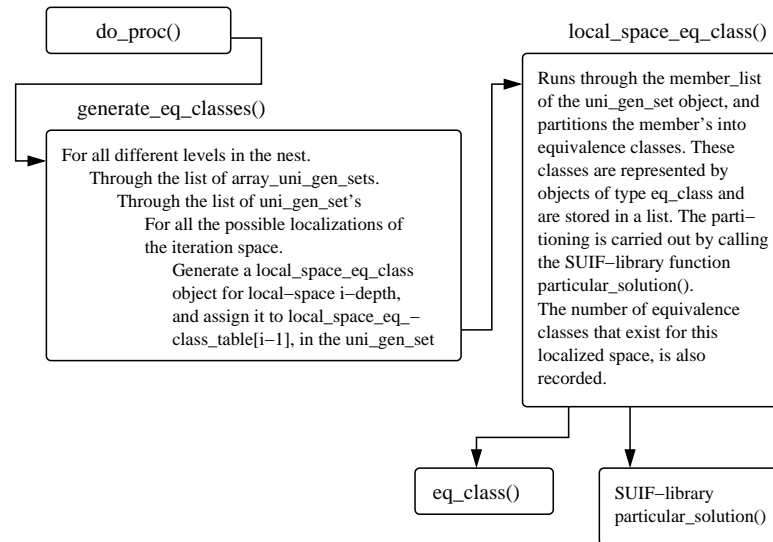 do_proc()
generate_eq_classes()
For all different levels in the nest.
Through the list of array_uni_gen_sets.
Through the list of uni_gen_set's
For all the possible localizations of
the iteration space.
Generate a local_space_eq_class
object for local−space i−depth,
and assign it to local_space_eq_−
class_table[i−1], in the uni_gen_set
local_space_eq_class()
Runs through the member_list
of the uni_gen_set object, and
partitions the member's into
equivalence classes. These
classes are represented by
objects of type eq_class and
are stored in a list. The parti−
tioning is carried out by calling
the SUIF−library function
particular_solution().
The number of equivalence
classes that exist for this
localized space, is also
recorded.
eq_class()
SUIF−library
particular_solution()